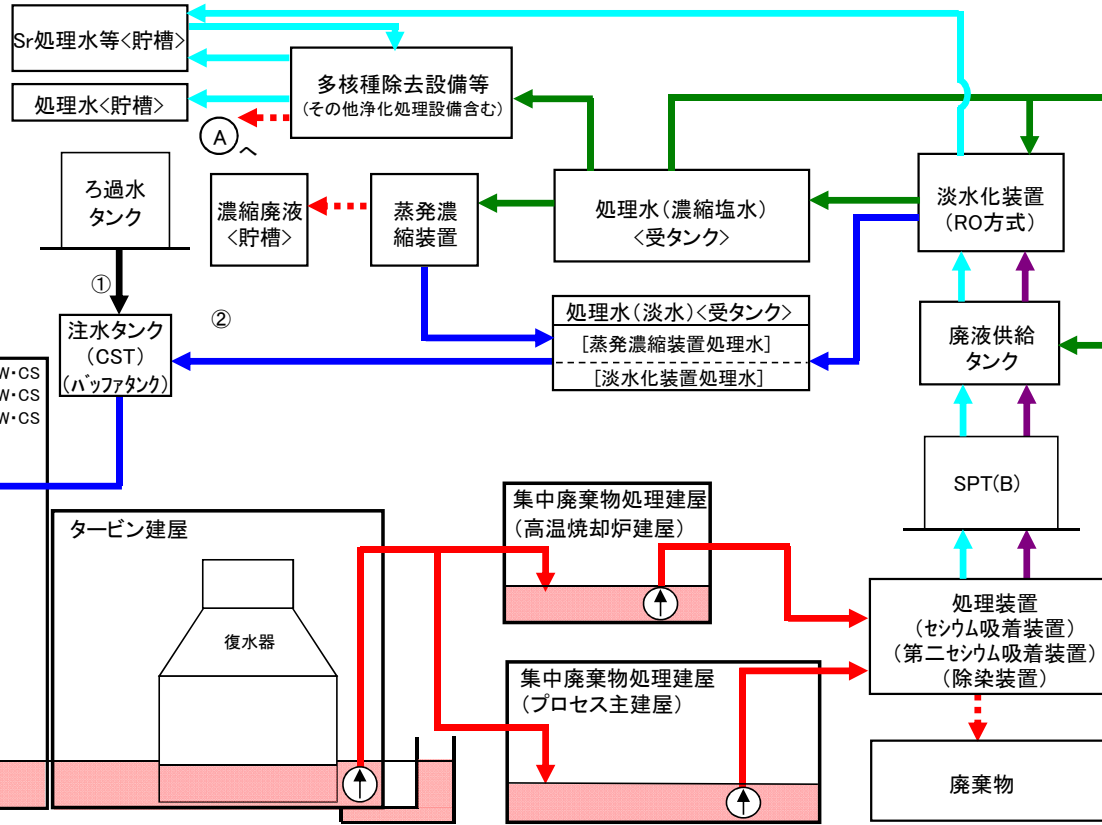 Sr処理水等<貯槽>
処理水<貯槽>
多核種除去設備等
(その他浄化処理設備含む)
A
へ
ろ過水
タンク
濃縮廃液
<貯槽>
蒸発濃
縮装置
処理水(濃縮塩水)
<受タンク>
淡水化装置
(RO方式)
①
②
注水タンク
(CST)
(ﾊﾞｯﾌｧタンク)
処理水(淡水)<受タンク>
[蒸発濃縮装置処理水]
[淡水化装置処理水]
廃液供給
タンク
W・CS
W・CS
W・CS
SPT(B)
タービン建屋
復水器
集中廃棄物処理建屋
(高温焼却炉建屋)
集中廃棄物処理建屋
(プロセス主建屋)
処理装置
(ｾｼｳﾑ吸着装置)
(第二ｾｼｳﾑ吸着装置)
(除染装置)
廃棄物